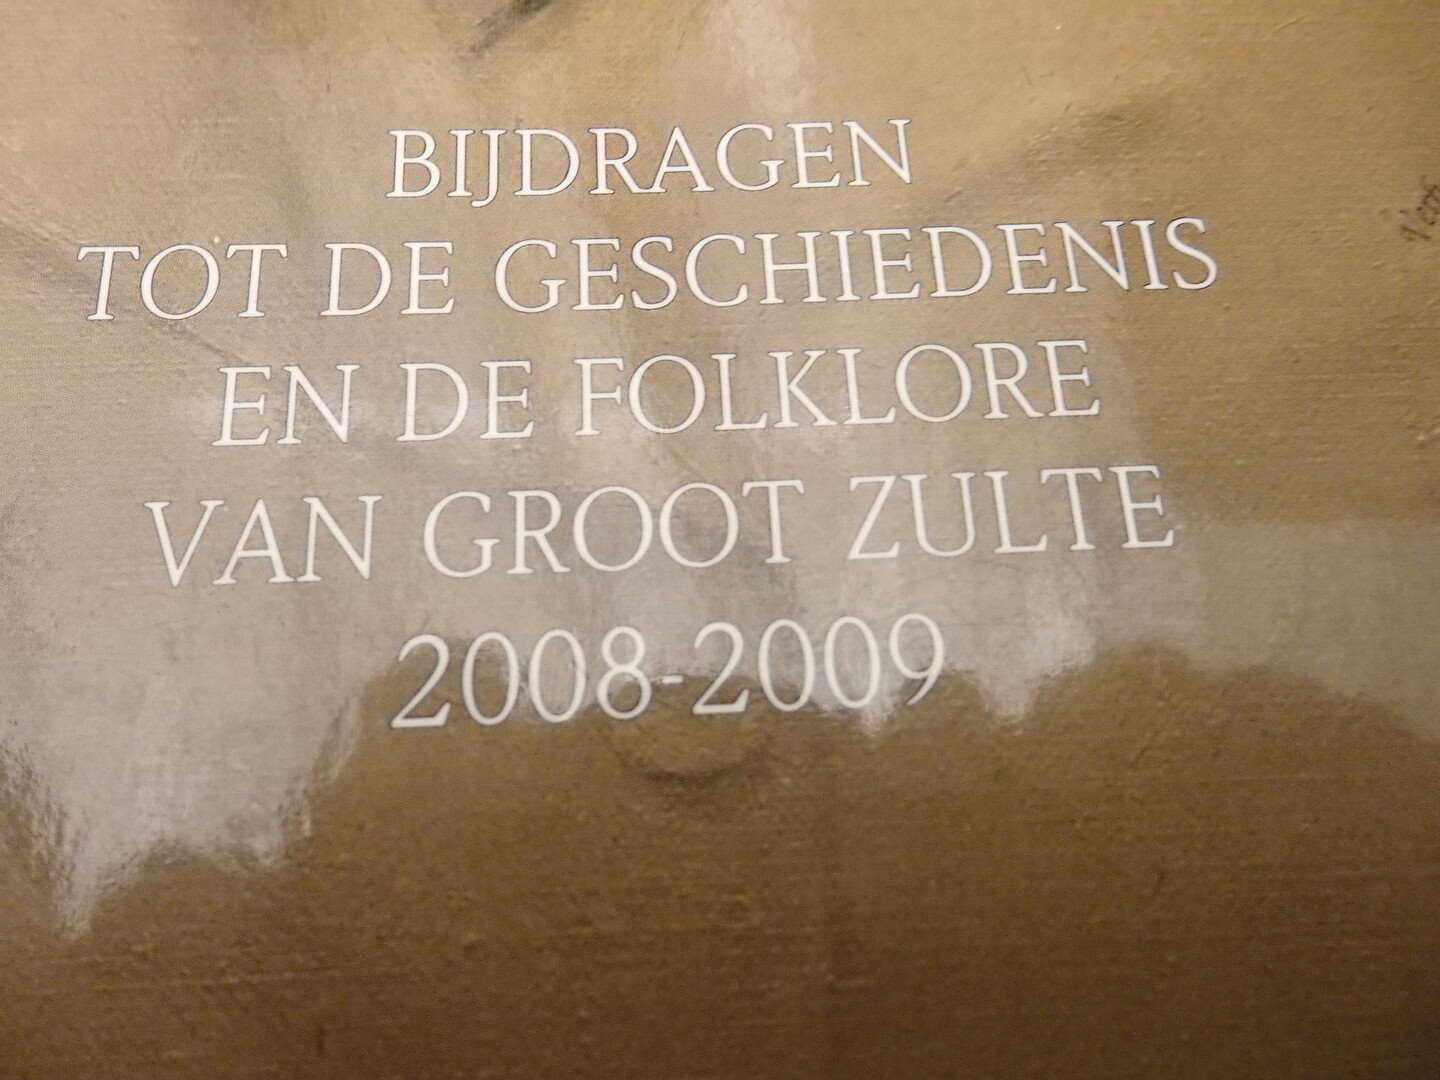 BIJDRAGEN
TOT DE GESCHIEDENIS
EN DE FOLKLORE
VAN GROOT ZULTE
2008-2009